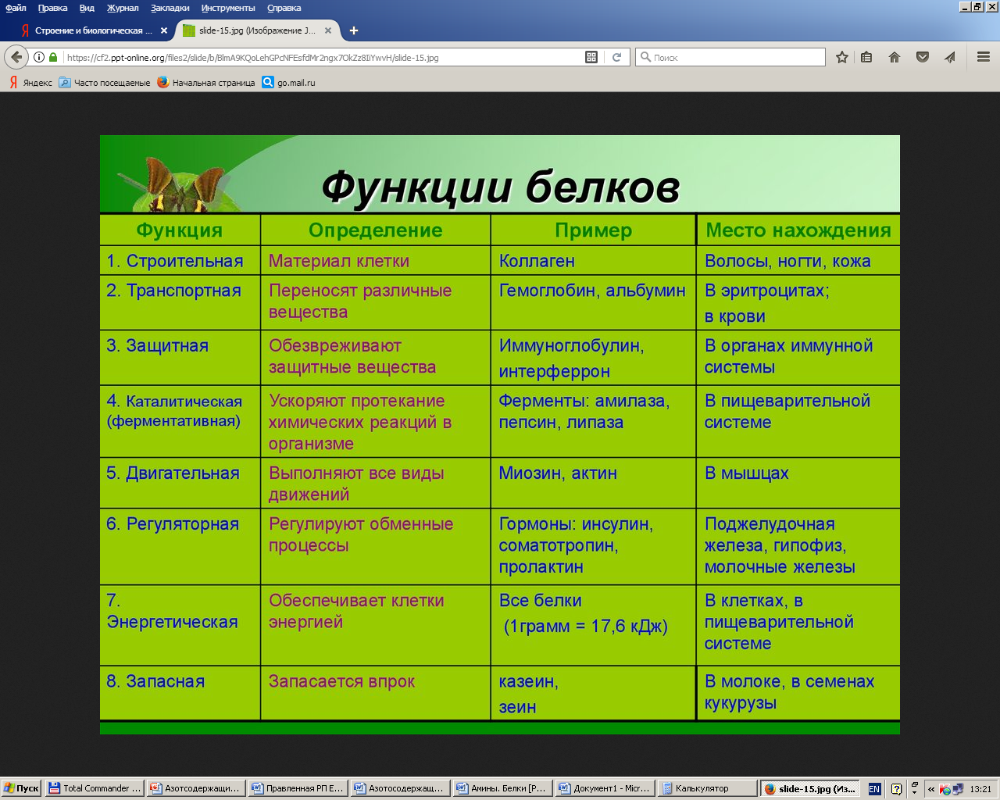 Файл Правка Вид Журнал Закладки Инструменты Справка
Строение и биологическая ...
slide-15.jpg (Изображение J...
https://cf2.ppt-online.org/files2/slide/b/BlmA9KQoLehGPcNFEsfdMr2ngx7OkZz8IiYwvH/slide-15.jpg
Поиск
Яндекс Часто посещаемые Начальная страница go.mail.ru
Функции белков
Функция Определение Пример Место нахождения
1. Строительная Материал клетки Коллаген Волосы, ногти, кожа
2. Транспортная Переносят различные Гемоглобин, альбумин В эритроцитах;
вещества в крови
3. Защитная Обезвреживают Иммуноглобулин, В органах иммунной
защитные вещества интерферрон системы
4. Каталитическая Ускоряют протекание Ферменты: амилаза, В пищеварительной
(ферментативная) химических реакций в пепсин, липаза системе
организме
5. Двигательная Выполняют все виды Миозин, актин В мышцах
движений
6. Регуляторная Регулируют обменные Гормоны: инсулин, Поджелудочная
процессы соматотропин, железа, гипофиз,
пролактин молочные железы
7. Обеспечивает клетки Все белки В клетках, в
Энергетическая энергией (1грамм = 17,6 кДж) пищеварительной
системе
8. Запасная Запасается впрок казеин, В молоке, в семенах
зеин кукурузы
Пуск Total Commander ... Азотсодержащи... Правленная РП Е... Азотосодержащ... Амины. Белки [Р... Документ1 - Micr... Калькулятор slide-15.jpg (Из... EN « 13:21